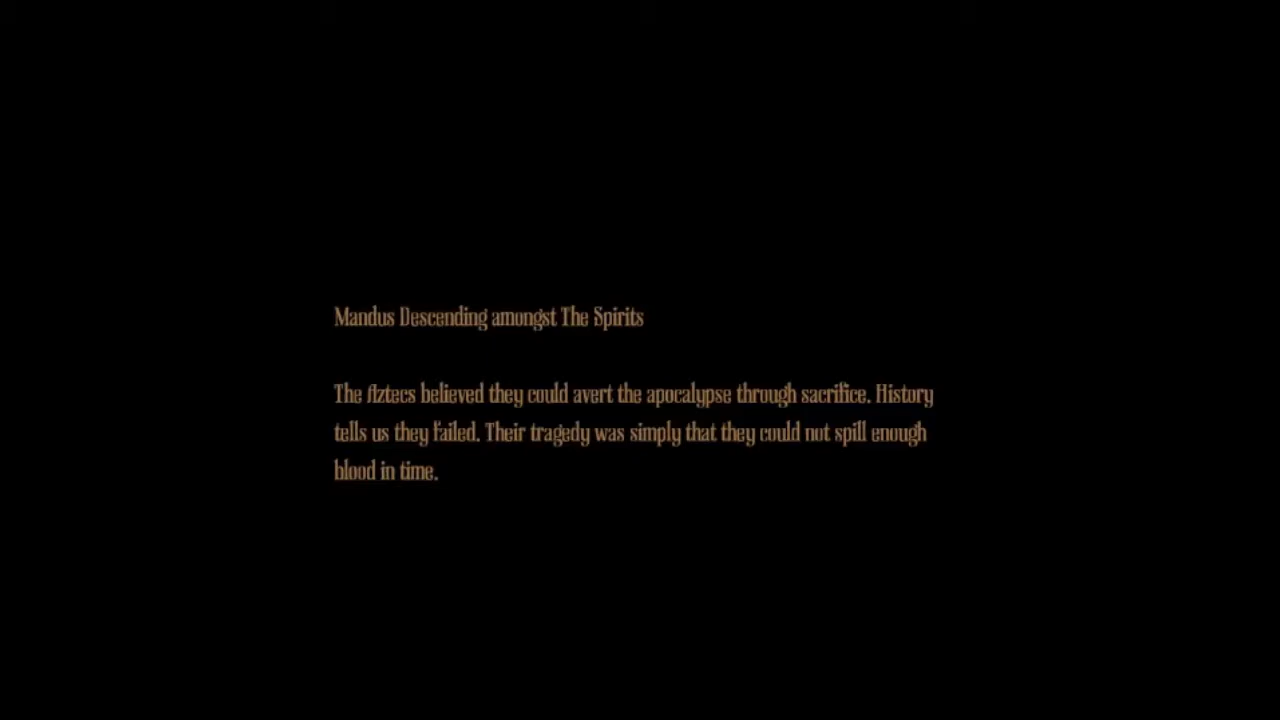 Mandus Descending amongst The Spirits
The Aztecs believed they could avert the apocalypse through sacrifice. History
tells us they failed. Their tragedy was simply that they could not spill enough
blood in time.